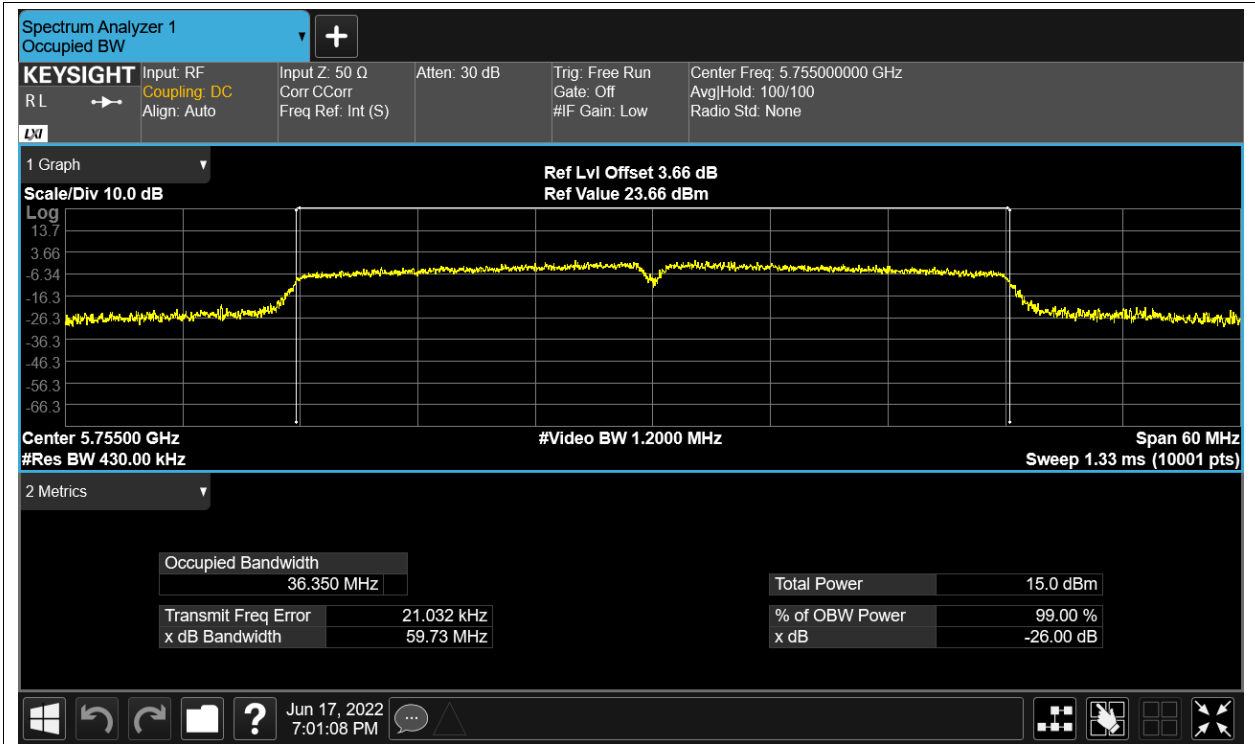 Spectrum Analyzer 1
Occupied BW
KEYSIGHT
R L
LXI
Input: RF
Coupling: DC
Align: Auto
Input Z: 50 Ω
Corr CCorr
Freq Ref: Int (S)
Atten: 30 dB
Trig: Free Run
Gate: Off
#IF Gain: Low
Center Freq: 5.755000000 GHz
Avg|Hold: 100/100
Radio Std: None
1 Graph
Scale/Div 10.0 dB
Ref Lvl Offset 3.66 dB
Ref Value 23.66 dBm
Log
13.7
3.66
-6.34
-16.3
-26.3
-36.3
-46.3
-56.3
-66.3
Center 5.75500 GHz
#Video BW 1.2000 MHz
Span 60 MHz
#Res BW 430.00 kHz
Sweep 1.33 ms (10001 pts)
2 Metrics
Occupied Bandwidth
36.350 MHz
Transmit Freq Error 21.032 kHz
x dB Bandwidth 59.73 MHz
Total Power 15.0 dBm
% of OBW Power 99.00 %
x dB -26.00 dB
?
Jun 17, 2022
7:01:08 PM